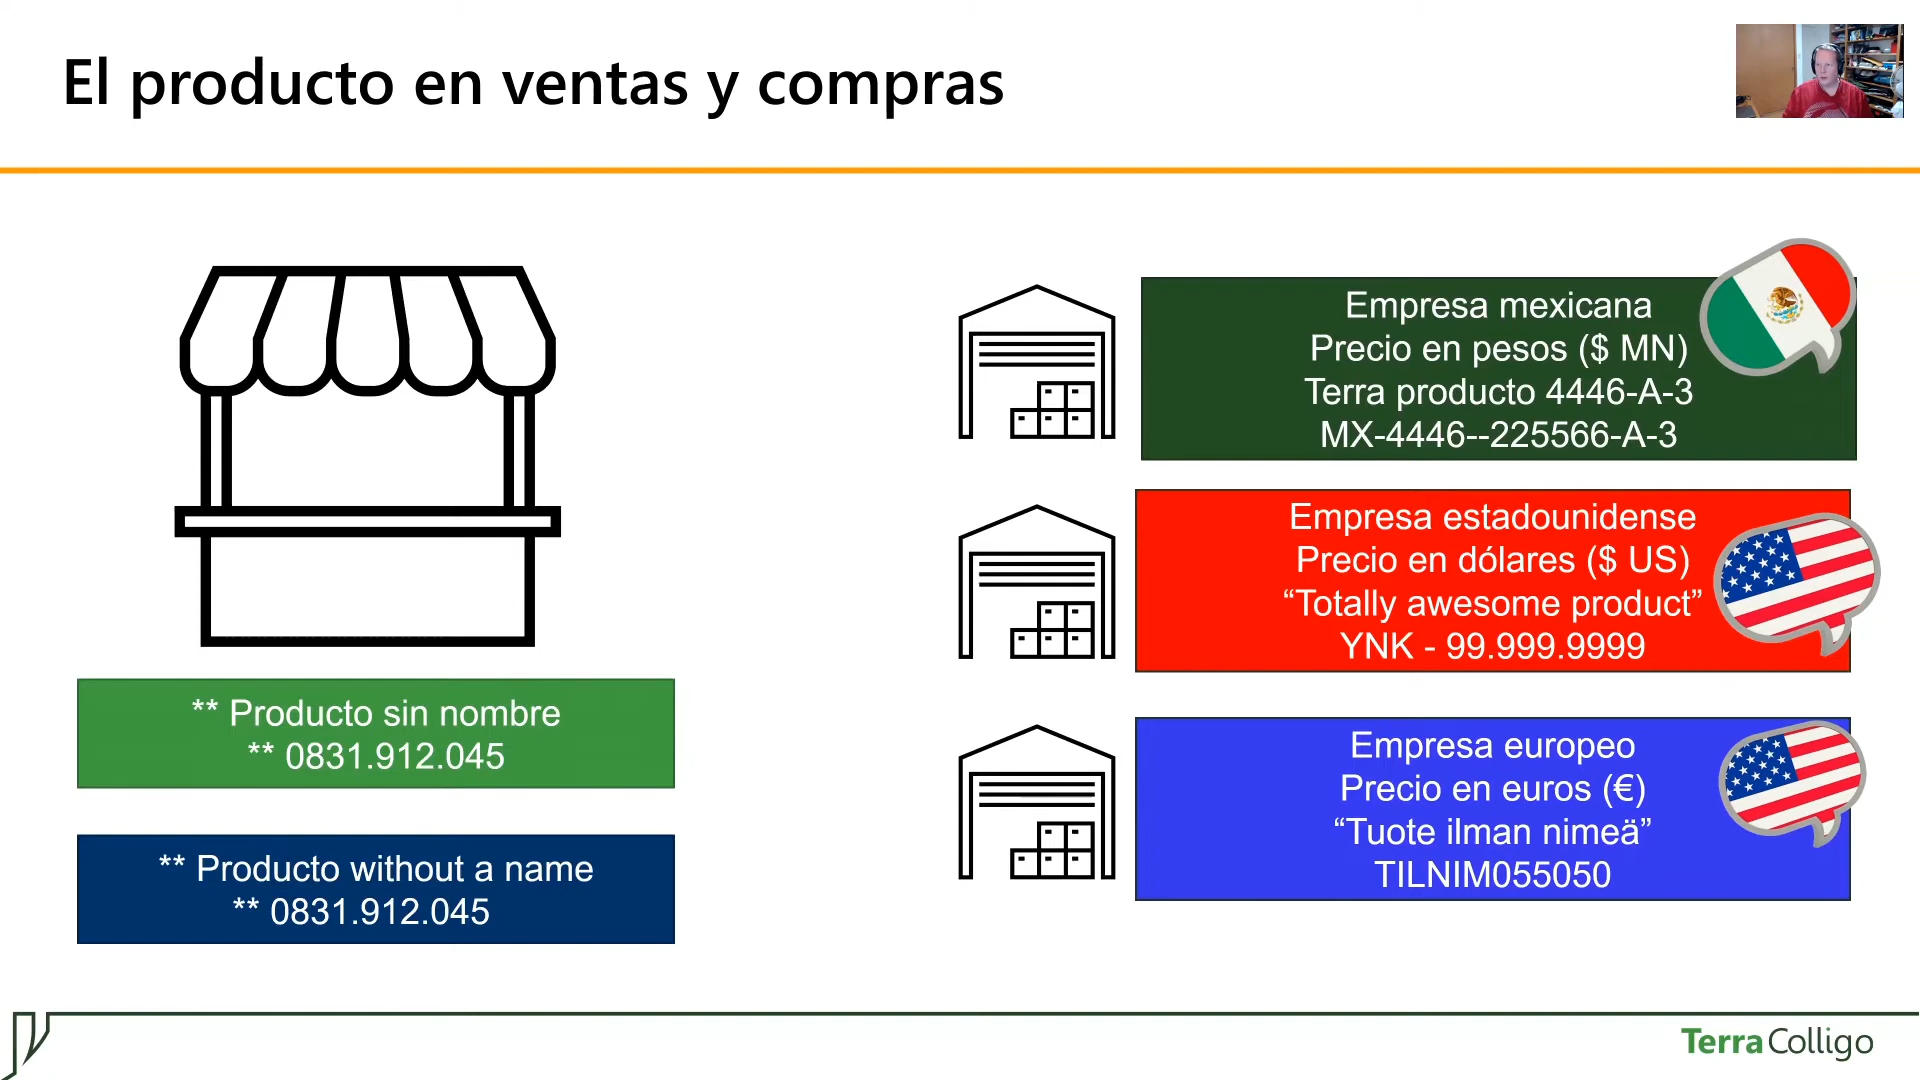 El producto en ventas y compras
** Producto sin nombre
** 0831.912.045
** Producto without a name
** 0831.912.045
Empresa mexicana
Precio en pesos ($ MN)
Terra producto 4446-A-3
MX-4446--225566-A-3
Empresa estadounidense
Precio en dólares ($ US)
“Totally awesome product”
YNK - 99.999.9999
Empresa europeo
Precio en euros (€)
“Tuote ilman nimeä”
TILNIM055050
TerraColligo